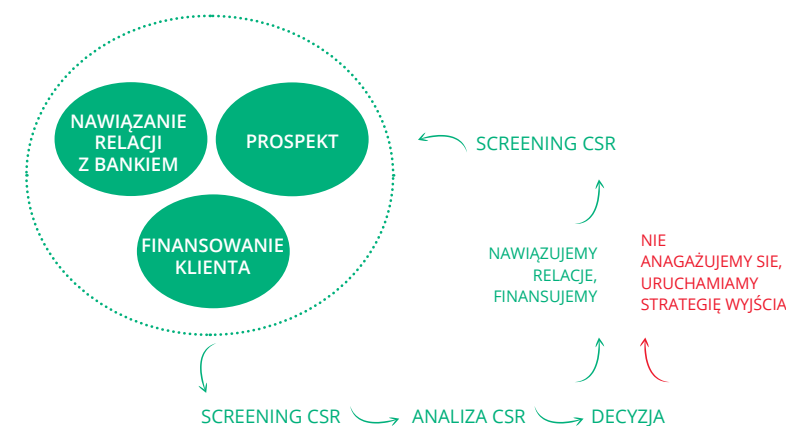 NAWIĄZANIE
RELACJI
Z BANKIEM
PROSPEKT
FINANSOWANIE
KLIENTA
SCREENING CSR
NAWIĄZUJEMY
RELACJE,
FINANSUJEMY
NIE
ANAGAŻUJEMY SIE,
URUCHAMIAMY
STRATEGIĘ WYJŚCIA
SCREENING CSR
ANALIZA CSR
DECYZJA